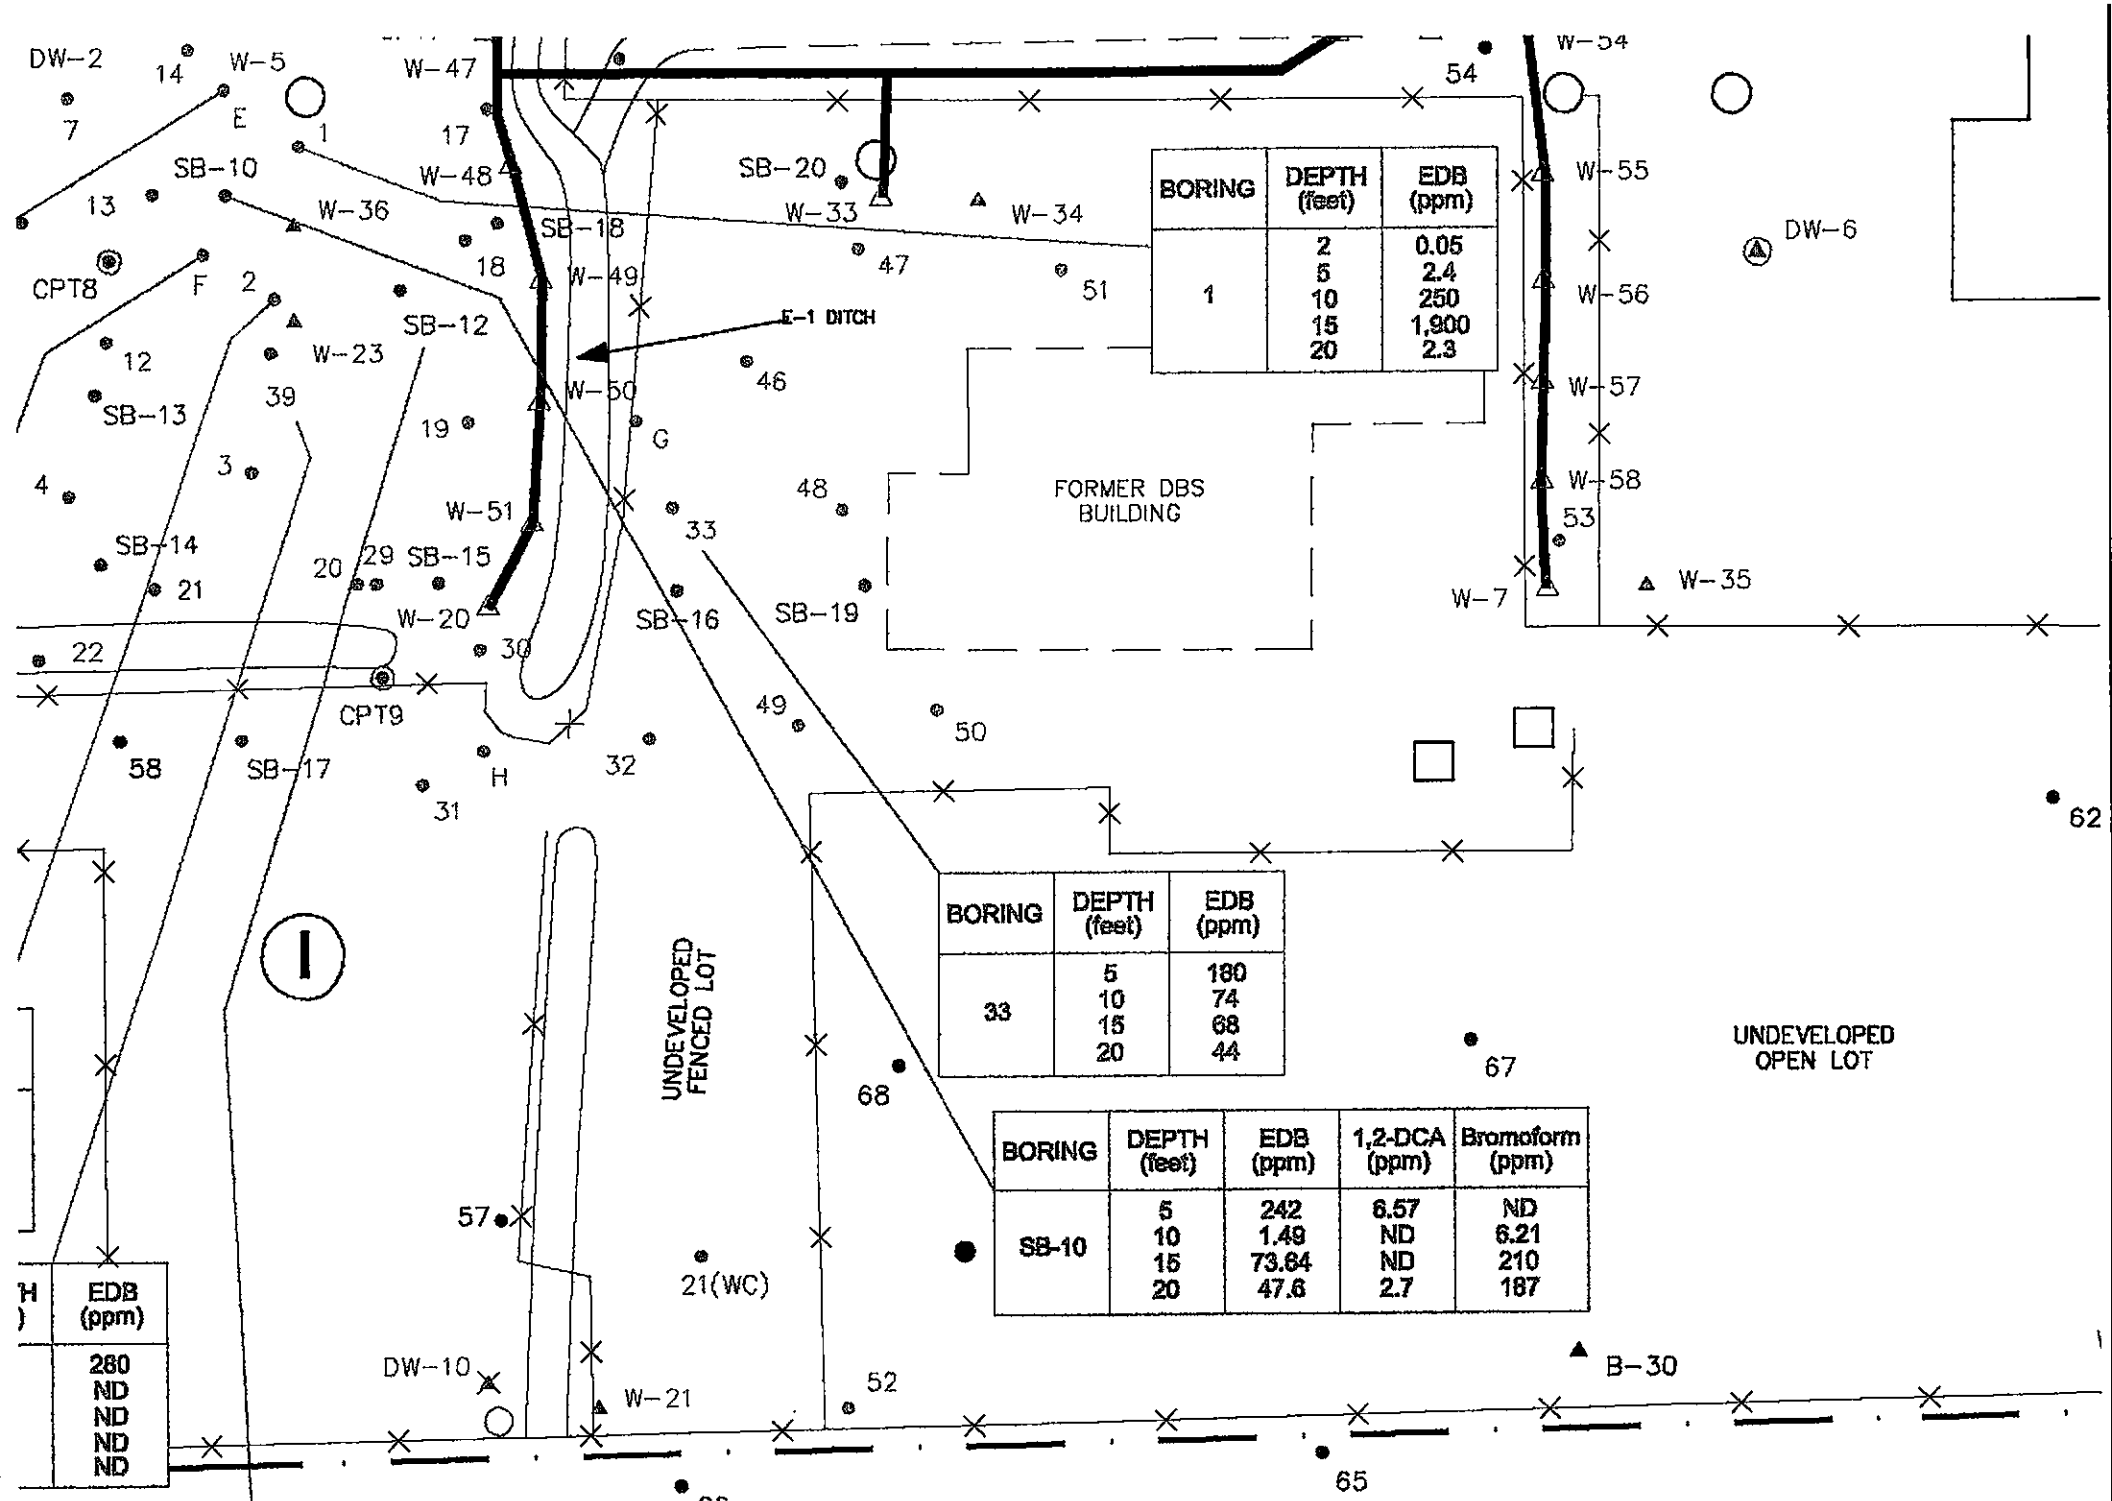 W-54
DW-2
14
W-5
W-47
54
7
E
1
17
SB-10
W-48
SB-20
W-55
13
W-36
SB-18
W-33
W-34
DW-6
18
47
CPT8
F
2
W-49
51
W-56
SB-12
E-1 DITCH
12
W-23
46
W-50
W-57
39
SB-13
19
G
3
4
48
W-58
W-51
33
FORMER DBS
BUILDING
53
SB-14
20
29
SB-15
21
W-35
W-7
W-20
SB-16
SB-19
22
30
CPT9
49
50
58
SB-17
H
32
31
62
BORING DEPTH EDB
(feet) (ppm)
1
2 0.05
5 2.4
10 250
15 1,900
20 2.3
BORING DEPTH EDB
(feet) (ppm)
33
5 180
10 74
15 68
20 44
I
UNDEVELOPED
FENCED LOT
UNDEVELOPED
OPEN LOT
68
67
BORING DEPTH EDB 1,2-DCA Bromoform
(feet) (ppm) (ppm) (ppm)
SB-10
5 242 6.57 ND
10 1.49 ND 6.21
15 73.64 ND 210
20 47.6 2.7 187
57
21(WC)
H EDB
) (ppm)
280
ND
ND
ND
ND
DW-10
W-21
52
B-30
65